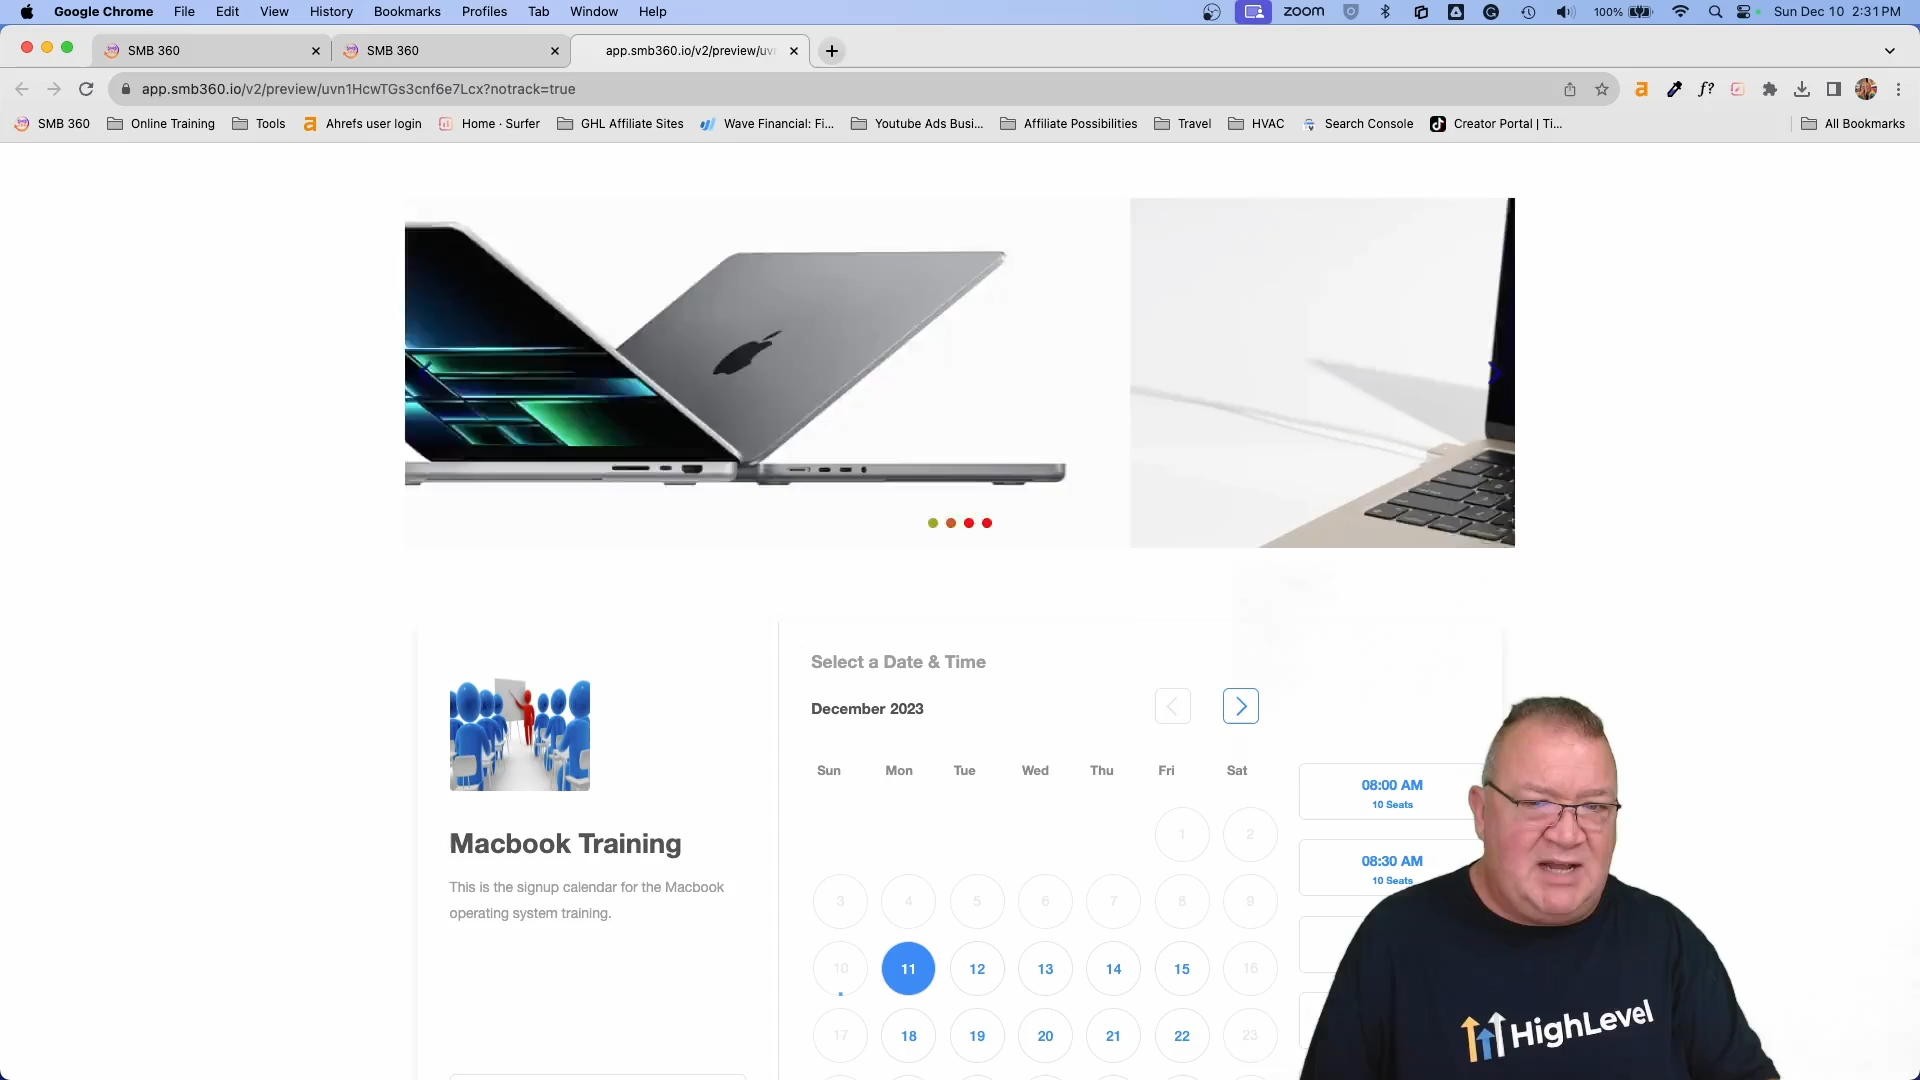 Google Chrome File Edit View History Bookmarks Profiles Tab Window Help zoom 100% Sun Dec 10 2:31 PM
SMB 360 SMB 360 app.smb360.io/v2/preview/uvn
app.smb360.io/v2/preview/uvn1HcwTGs3cnf6e7Lcx?notrack=true
SMB 360 Online Training Tools Ahrefs user login Home · Surfer GHL Affiliate Sites Wave Financial: Fi... Youtube Ads Busi... Affiliate Possibilities Travel HVAC Search Console Creator Portal | Ti... All Bookmarks
Select a Date & Time
December 2023
Sun Mon Tue Wed Thu Fri Sat
1 2
3 4 5 6 7 8 9
10 11 12 13 14 15 16
17 18 19 20 21 22 23
08:00 AM
10 Seats
08:30 AM
10 Seats
Macbook Training
This is the signup calendar for the Macbook
operating system training.
HighLevel